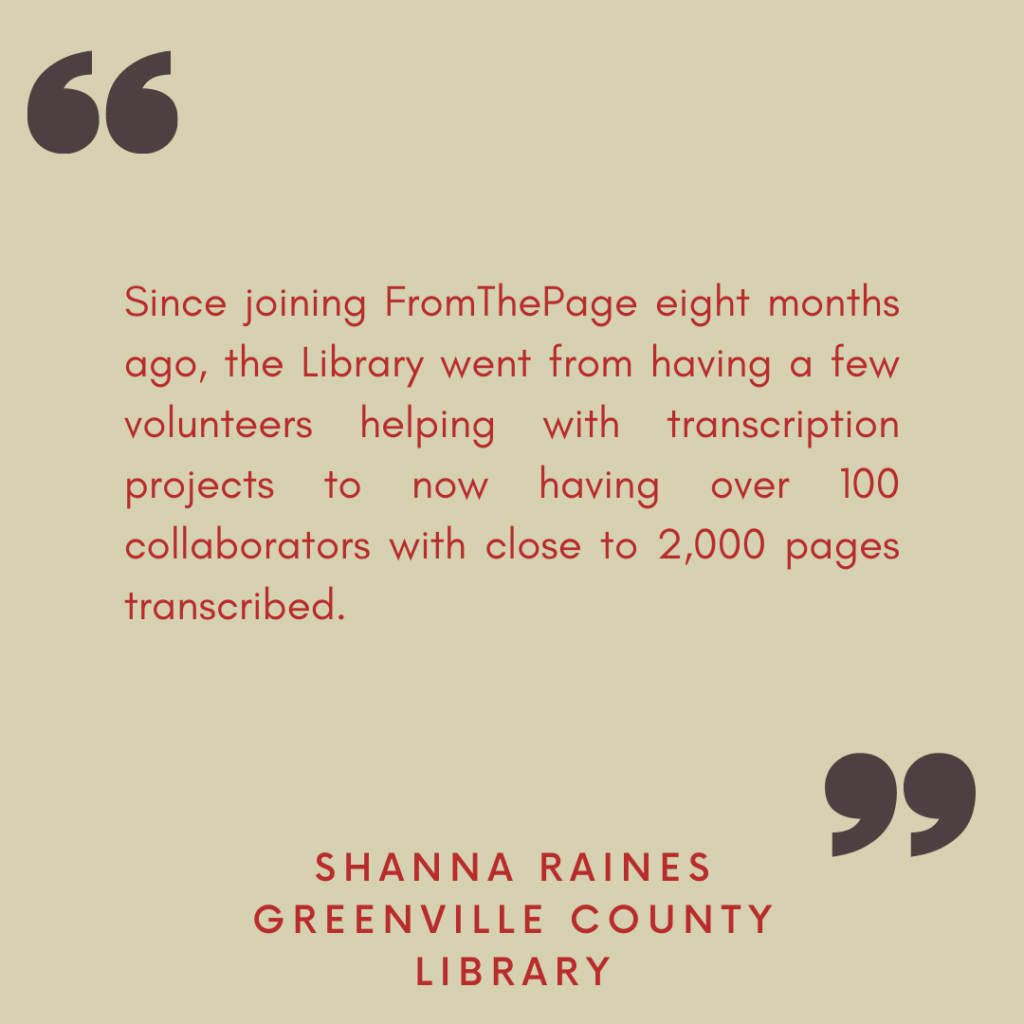 “
Since joining FromThePage eight months
ago, the Library went from having a few
volunteers helping with transcription
projects to now having over 100
collaborators with close to 2,000 pages
transcribed.
”
SHANNA RAINES
GREENVILLE COUNTY
LIBRARY